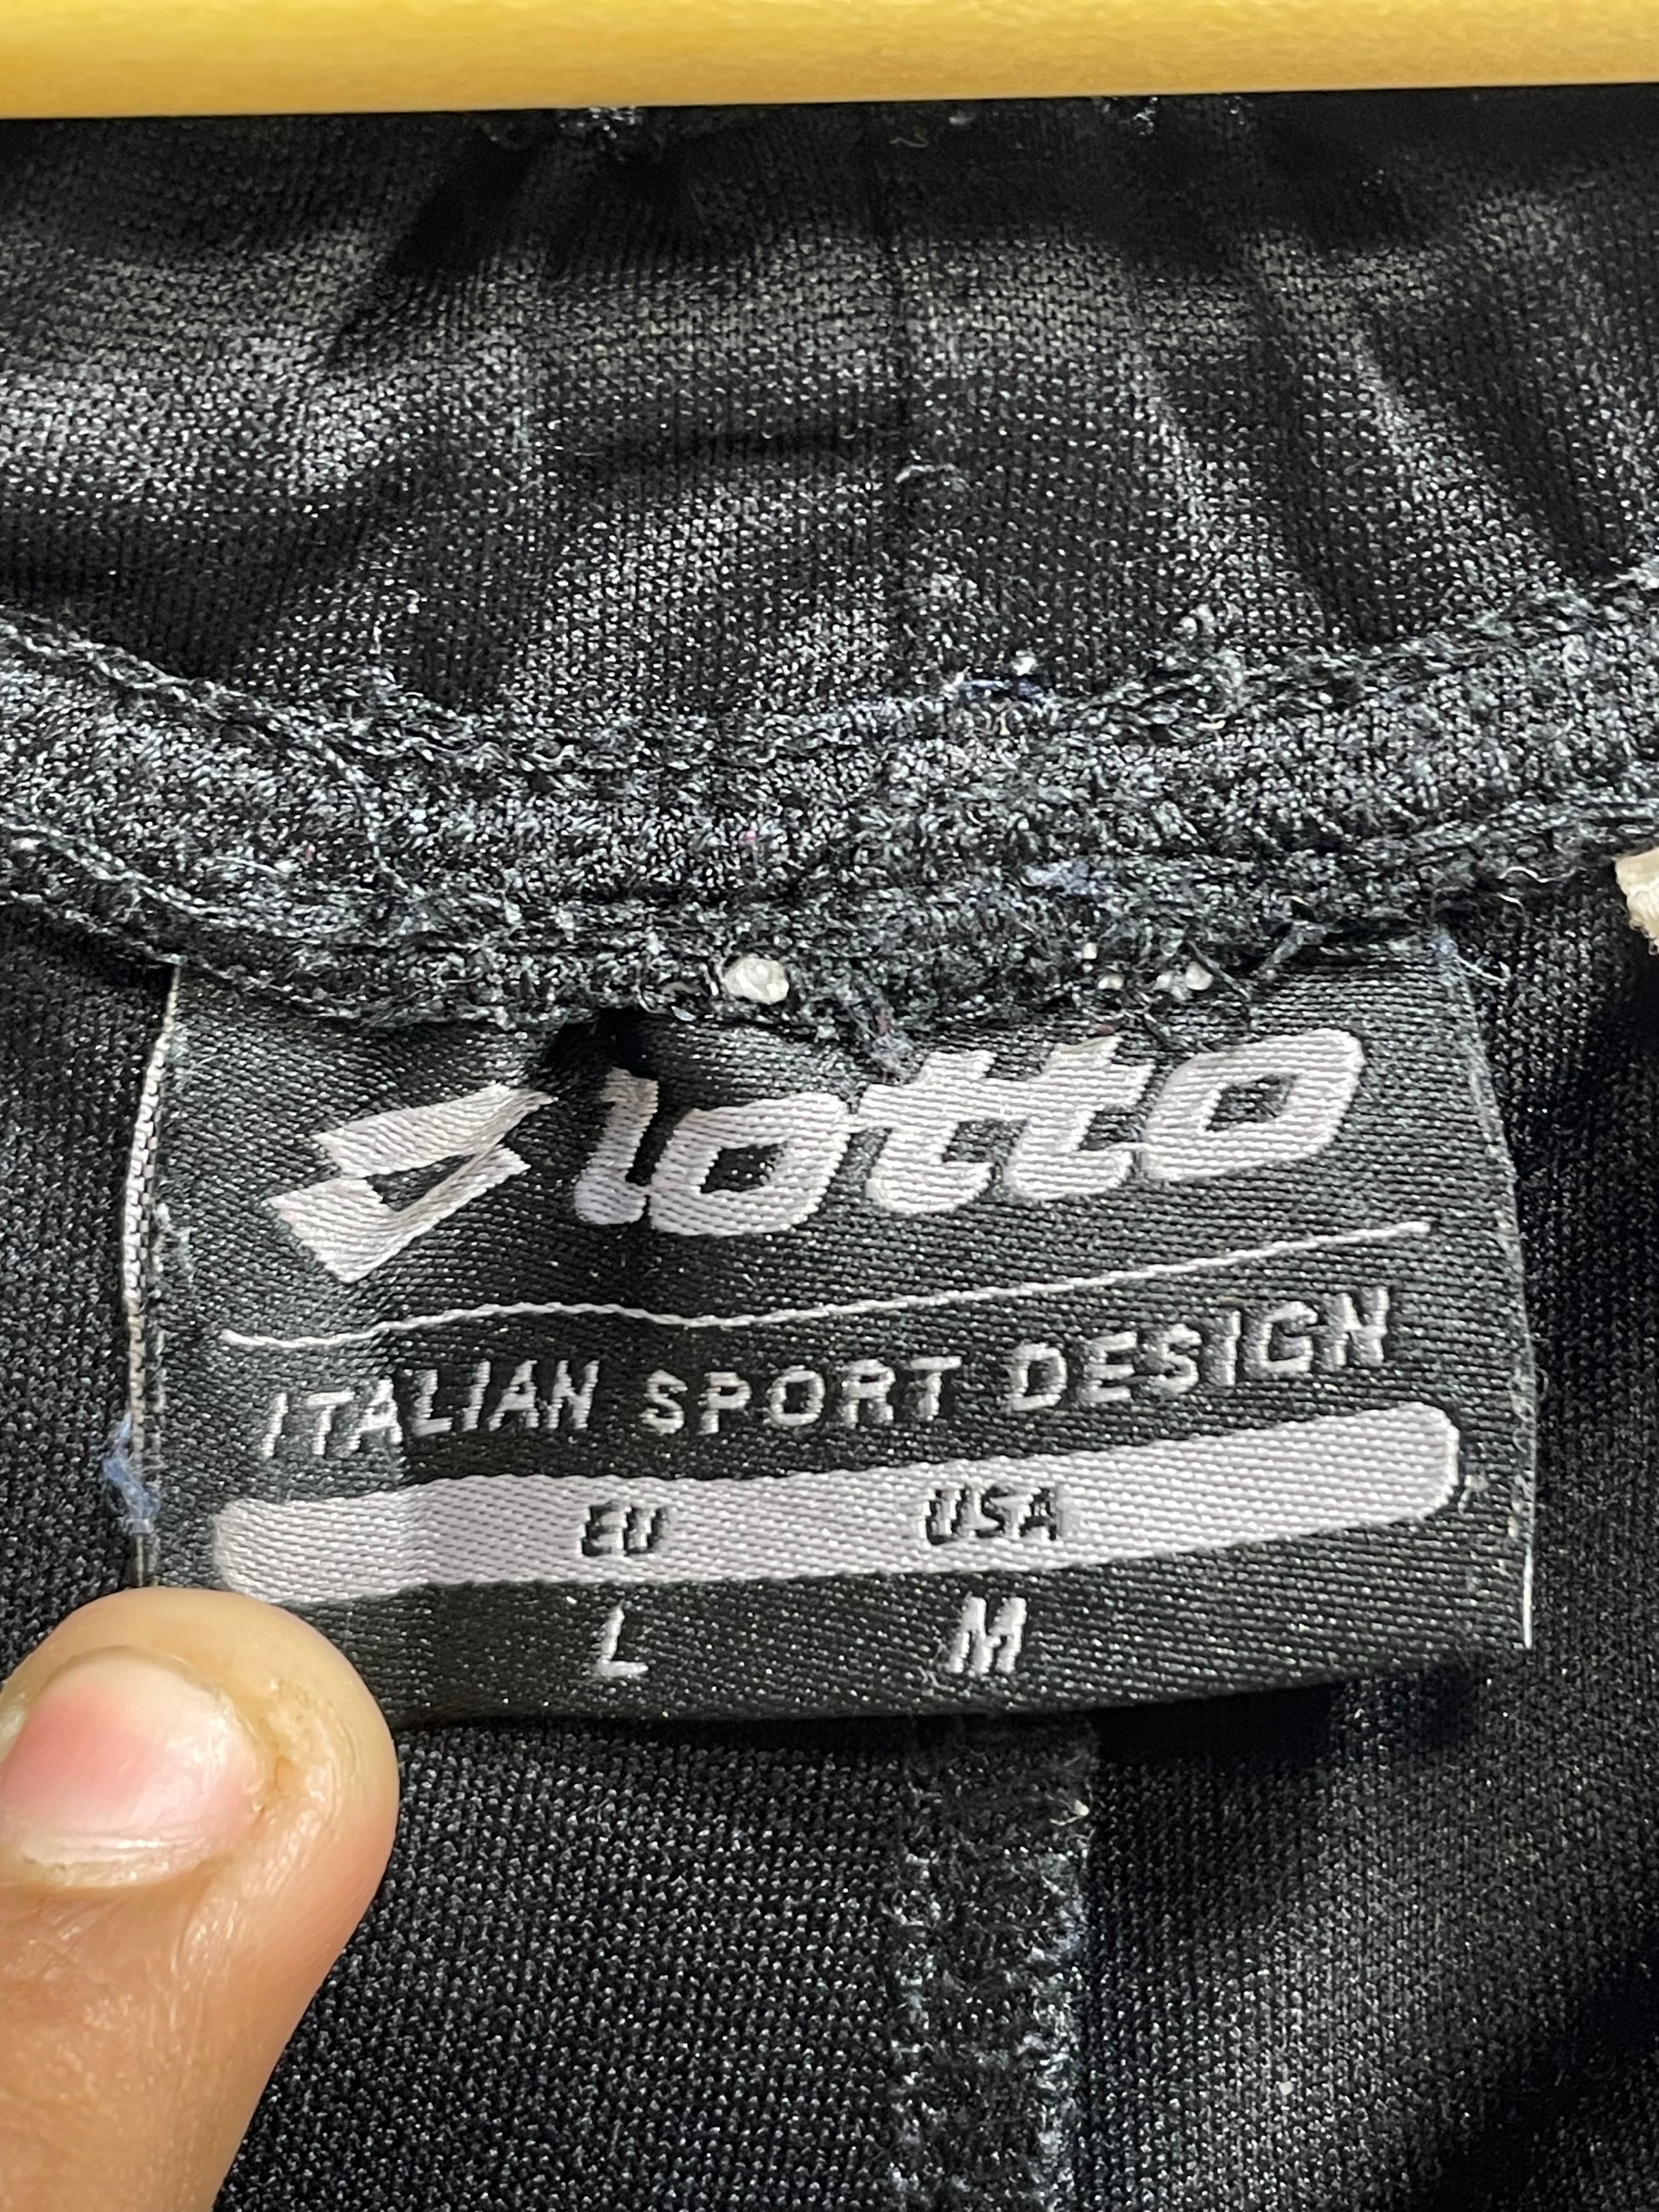 lotto
ITALIAN SPORT DESIGN
EU USA
L M